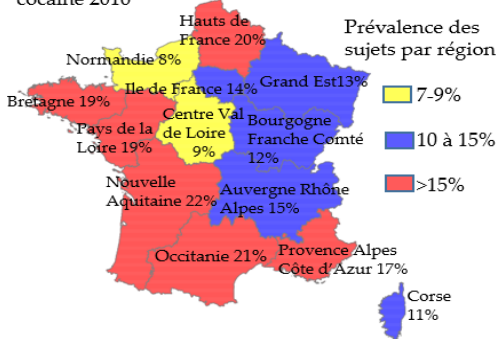 cocaïne 2010
Hauts de
France 20%
Prévalence des
sujets par région
Normandie 8%
Ile de France 14%
Grand Est13%
7-9%
Bretagne 19%
Centre Val
de Loire
9%
Pays de la
Loire 19%
Bourgogne
Franche Comté
12%
10 à 15%
>15%
Nouvelle
Aquitaine 22%
Auvergne Rhône
Alpes 15%
Occitanie 21%
Provence Alpes
Côte d'Azur 17%
Corse
11%